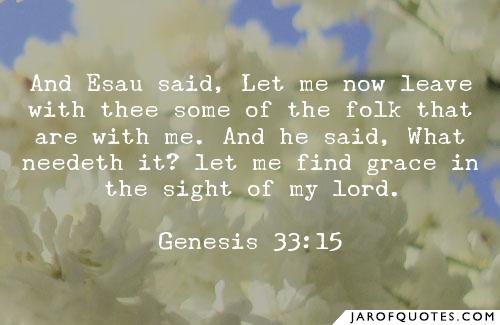 And Esau said, Let me now leave
with thee some of the folk that
are with me. And he said, What
needeth it? let me find grace in
the sight of my lord.
Genesis 33:15
JAROFQUOTES.COM